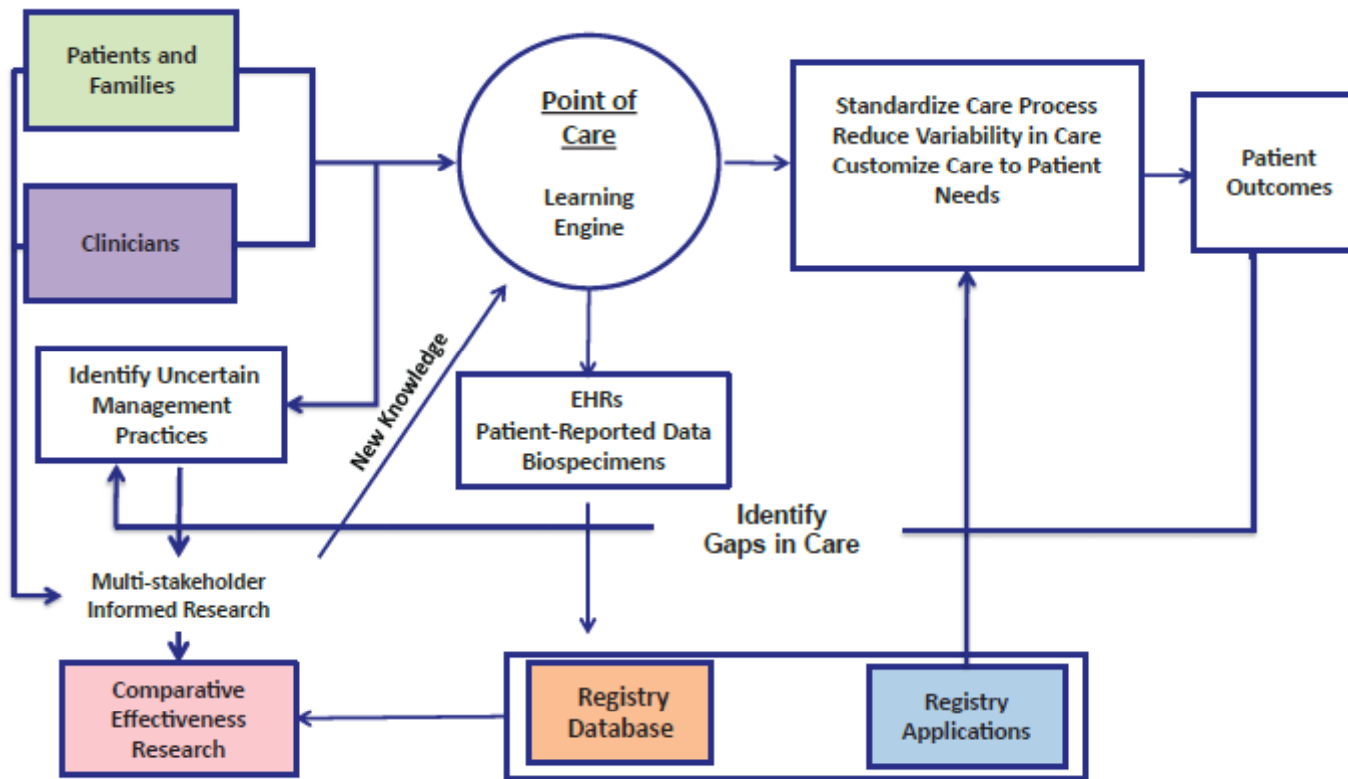 Patients and
Families
Clinicians
Point of
Care
Learning
Engine
Standardize Care Process
Reduce Variability in Care
Customize Care to Patient
Needs
Patient
Outcomes
Identify Uncertain
Management
Practices
New Knowledge
EHRs
Patient-Reported Data
Biospecimens
Identify
Gaps in Care
Multi-stakeholder
Informed Research
Comparative
Effectiveness
Research
Registry
Database
Registry
Applications